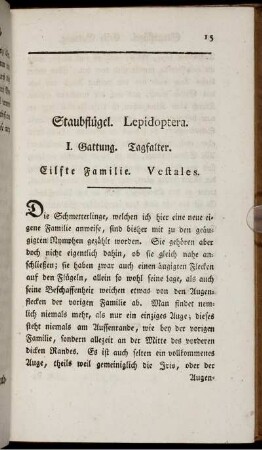 15
Staubflügel. Lepidoptera.
I. Gattung. Tagfalter.
Eilfte Familie. Vestales.
Die Schmetterlinge, welchen ich hier eine neue ei-
gene Familie anweise, sind bisher mit zu den geäu-
gigten Nymphen gezählt worden. Sie gehören aber
doch nicht eigentlich dahin, ob sie gleich nahe an-
schließen; sie haben zwar auch einen äugigten Flecken
auf den Flügeln, allein so wohl seine Lage, als auch
seine Beschaffenheit weichen etwas von den Augen-
flecken der vorigen Familie ab. Man findet nem-
lich niemals mehr, als nur ein einziges Auge; dieses
steht niemals am Aussenrande, wie bey der vorigen
Familie, sondern allezeit an der Mitte des vorderen
dicken Randes. Es ist auch selten ein vollkommenes
Auge, theils weil gemeiniglich die Iris, oder der
Augen-